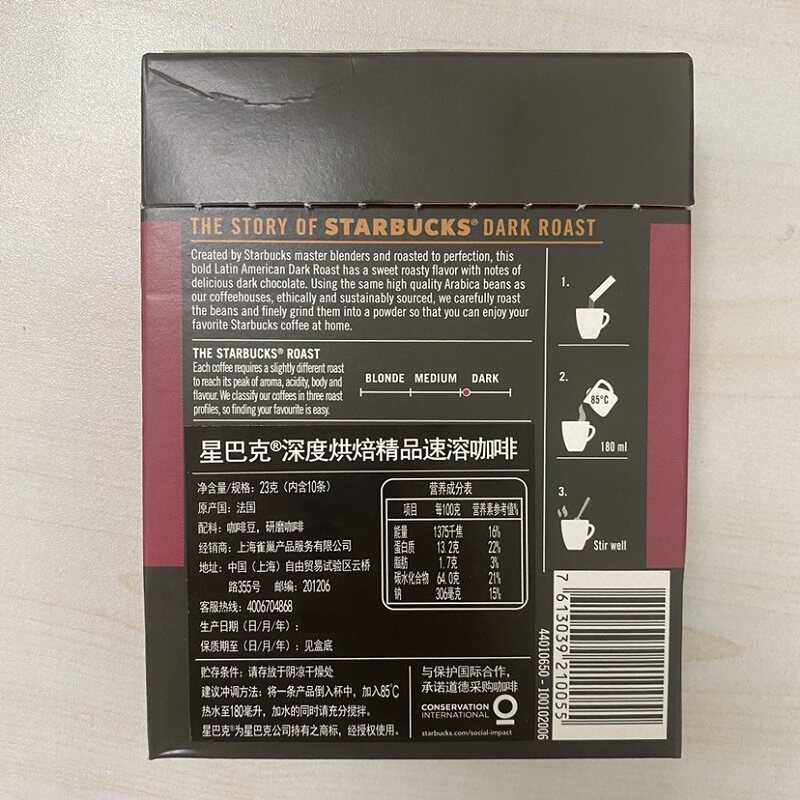 THE STORY OF STARBUCKS® DARK ROAST
Created by Starbucks master blenders and roasted to perfection, this
bold Latin American Dark Roast has a sweet roasty flavor with notes of
delicious dark chocolate. Using the same high quality Arabica beans as
our coffeehouses, ethically and sustainably sourced, we carefully roast
the beans and finely grind them into a powder so that you can enjoy your
favorite Starbucks coffee at home.
THE STARBUCKS® ROAST
Each coffee requires a slightly different roast
to reach its peak of aroma, acidity, body and
flavour. We classify our coffees in three roast
profiles, so finding your favourite is easy.
BLONDE MEDIUM DARK
1.
2.
85°C
180 ml
3.
Stir well
星巴克®深度烘焙精品速溶咖啡
净含量/规格：23克（内含10条）
原产国：法国
配料：咖啡豆，研磨咖啡
经销商：上海雀巢产品服务有限公司
地址：中国（上海）自由贸易试验区云桥
路355号 邮编：201206
客服热线：4006704868
生产日期（日/月/年）：
保质期至（日/月/年）：见盒底
营养成分表
项目 每100克 营养素参考值%
能量 1375千焦 16%
蛋白质 13.2克 22%
脂肪 1.7克 3%
碳水化合物 64.0克 21%
钠 306毫克 15%
贮存条件：请存放于阴凉干燥处
建议冲调方法：将一条产品倒入杯中，加入85℃
热水至180毫升，加水的同时请充分搅拌。
星巴克®为星巴克公司持有之商标，经授权使用。
与保护国际合作，
承诺道德采购咖啡
CONSERVATION
INTERNATIONAL
starbucks.com/social-impact
44010650 - 100102006
7 613039 210055